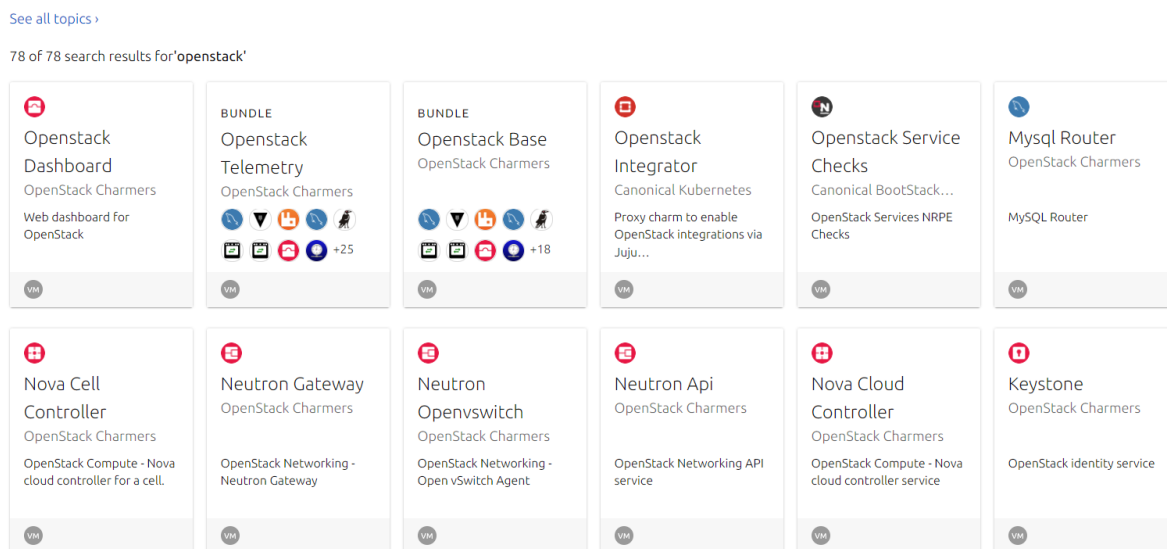 See all topics ›
78 of 78 search results for'openstack'
Openstack
Dashboard
OpenStack Charmers
Web dashboard for
OpenStack
VM
BUNDLE
Openstack
Telemetry
OpenStack Charmers
+25
VM
BUNDLE
Openstack Base
OpenStack Charmers
+18
VM
Openstack
Integrator
Canonical Kubernetes
Proxy charm to enable
OpenStack integrations via
Juju…
VM
N
Openstack Service
Checks
Canonical BootStack…
OpenStack Services NRPE
Checks
VM
Mysql Router
OpenStack Charmers
MySQL Router
VM
Nova Cell
Controller
OpenStack Charmers
OpenStack Compute - Nova
cloud controller for a cell.
VM
Neutron Gateway
OpenStack Charmers
OpenStack Networking -
Neutron Gateway
VM
Neutron
Openvswitch
OpenStack Charmers
OpenStack Networking -
Open vSwitch Agent
VM
Neutron Api
OpenStack Charmers
OpenStack Networking API
service
VM
Nova Cloud
Controller
OpenStack Charmers
OpenStack Compute - Nova
cloud controller service
VM
Keystone
OpenStack Charmers
OpenStack identity service
VM